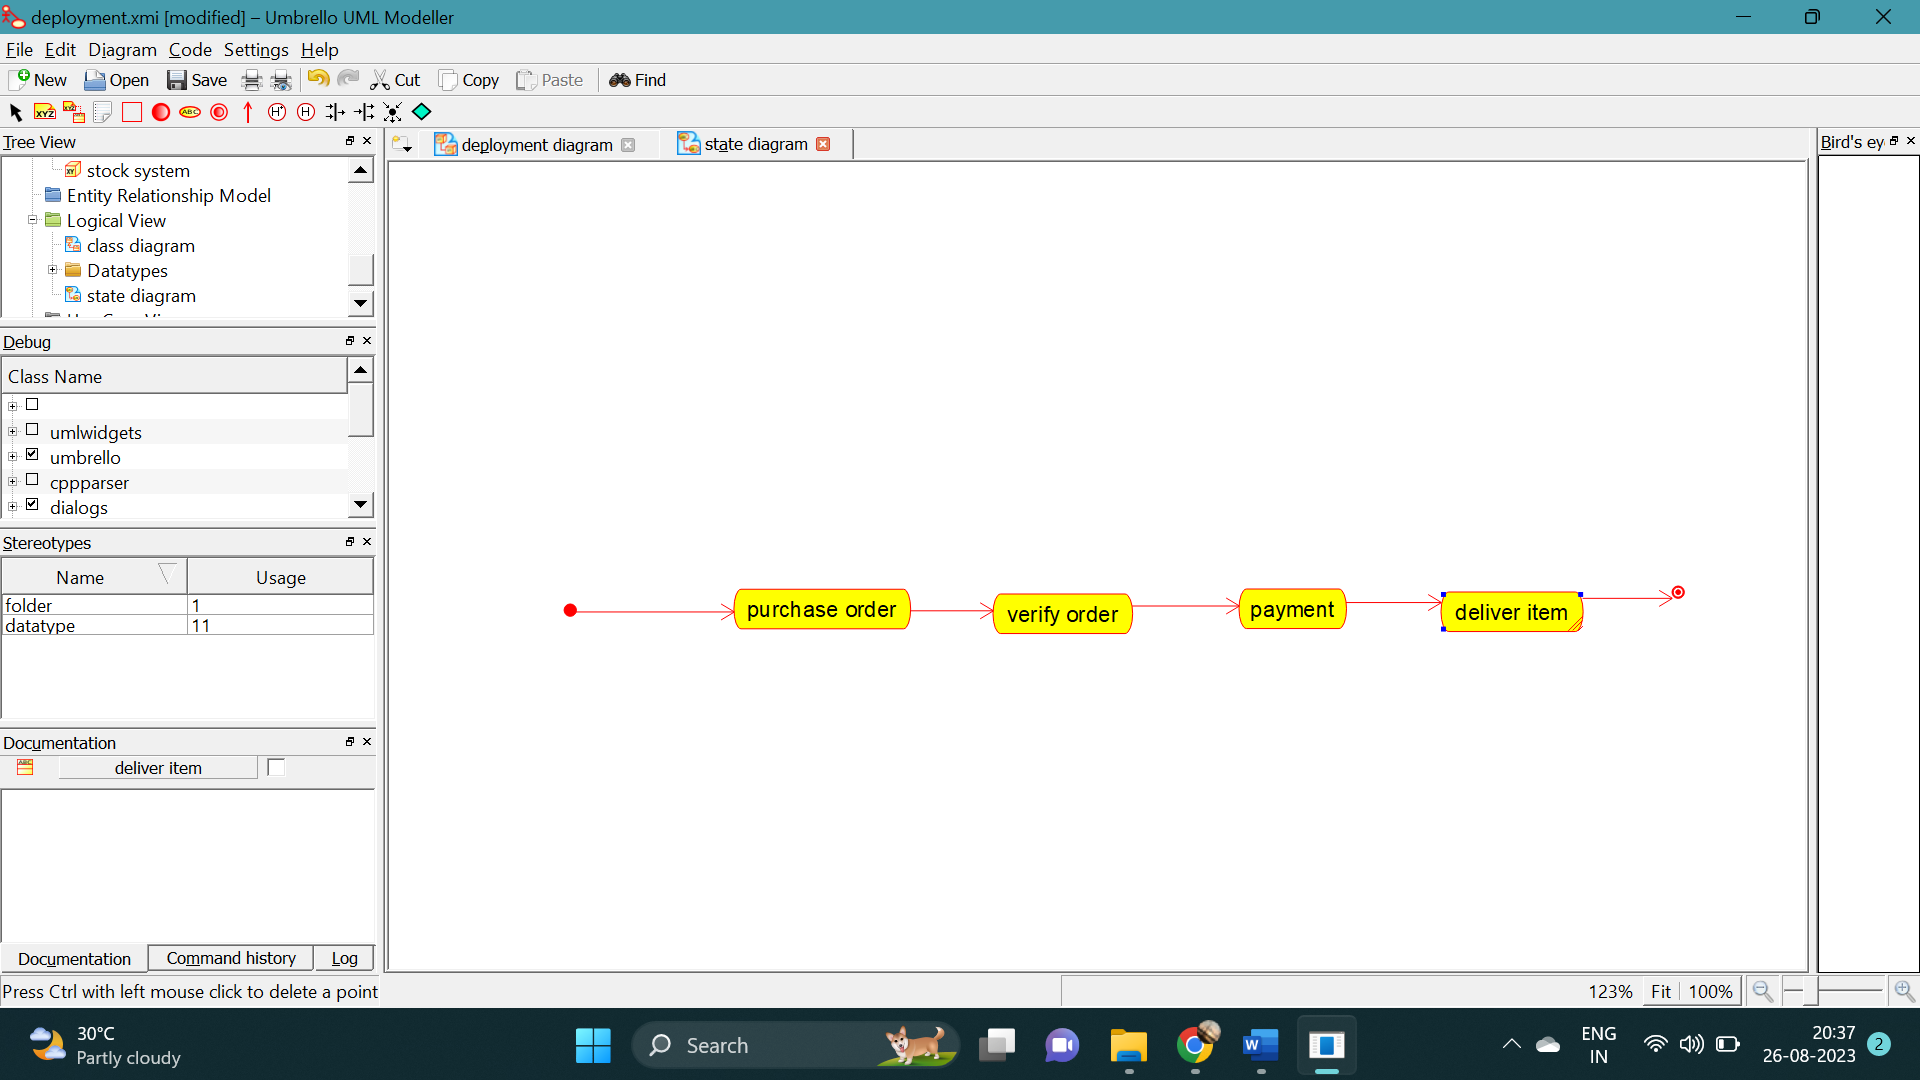 deployment.xmi [modified] – Umbrello UML Modeller
File Edit Diagram Code Settings Help
New Open Save Cut Copy Paste Find
XYZ XYZ ABC H* H
Tree View
stock system
Entity Relationship Model
Logical View
class diagram
Datatypes
state diagram
Debug
Class Name
umlwidgets
umbrello
cppparser
dialogs
Stereotypes
Name Usage
folder 1
datatype 11
Documentation
ABC deliver item
Documentation Command history Log
Press Ctrl with left mouse click to delete a point
deployment diagram state diagram
purchase order verify order payment deliver item
Bird's ey
123% Fit 100%
30°C
Partly cloudy
Search
W
ENG
IN
20:37
26-08-2023
2